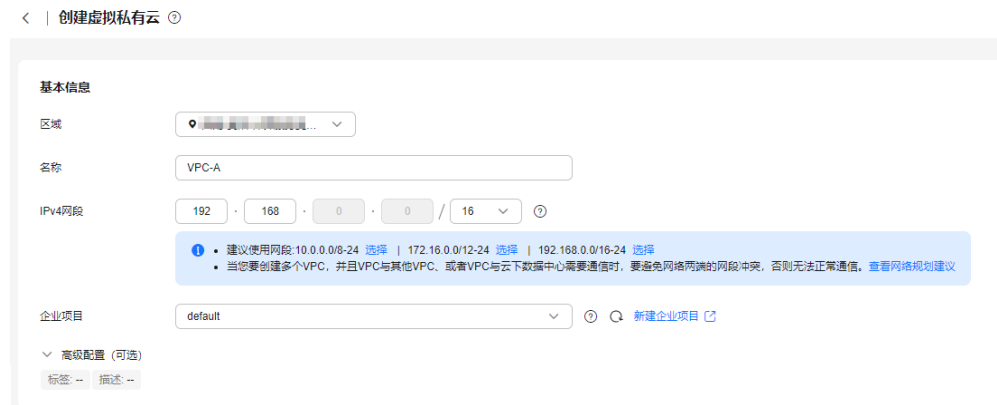 创建虚拟私有云
基本信息
区域
...
名称 VPC-A
IPv4网段 192 · 168 · 0 · 0 / 16
建议使用网段:10.0.0.0/8-24 选择 | 172.16.0.0/12-24 选择 | 192.168.0.0/16-24 选择
当您要创建多个VPC，并且VPC与其他VPC、或者VPC与云下数据中心需要通信时，要避免网络两端的网段冲突，否则无法正常通信。查看网络规划建议
企业项目 default 新建企业项目
高级配置（可选）
标签: -- 描述: --